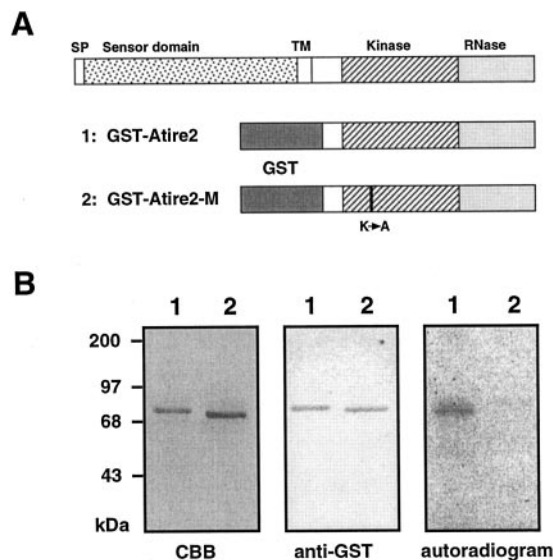 A
SP Sensor domain TM Kinase RNase
1: GST-Atire2
GST
2: GST-Atire2-M
K→A
B
1 2 1 2 1 2
200
97
68
43
kDa
CBB anti-GST autoradiogram